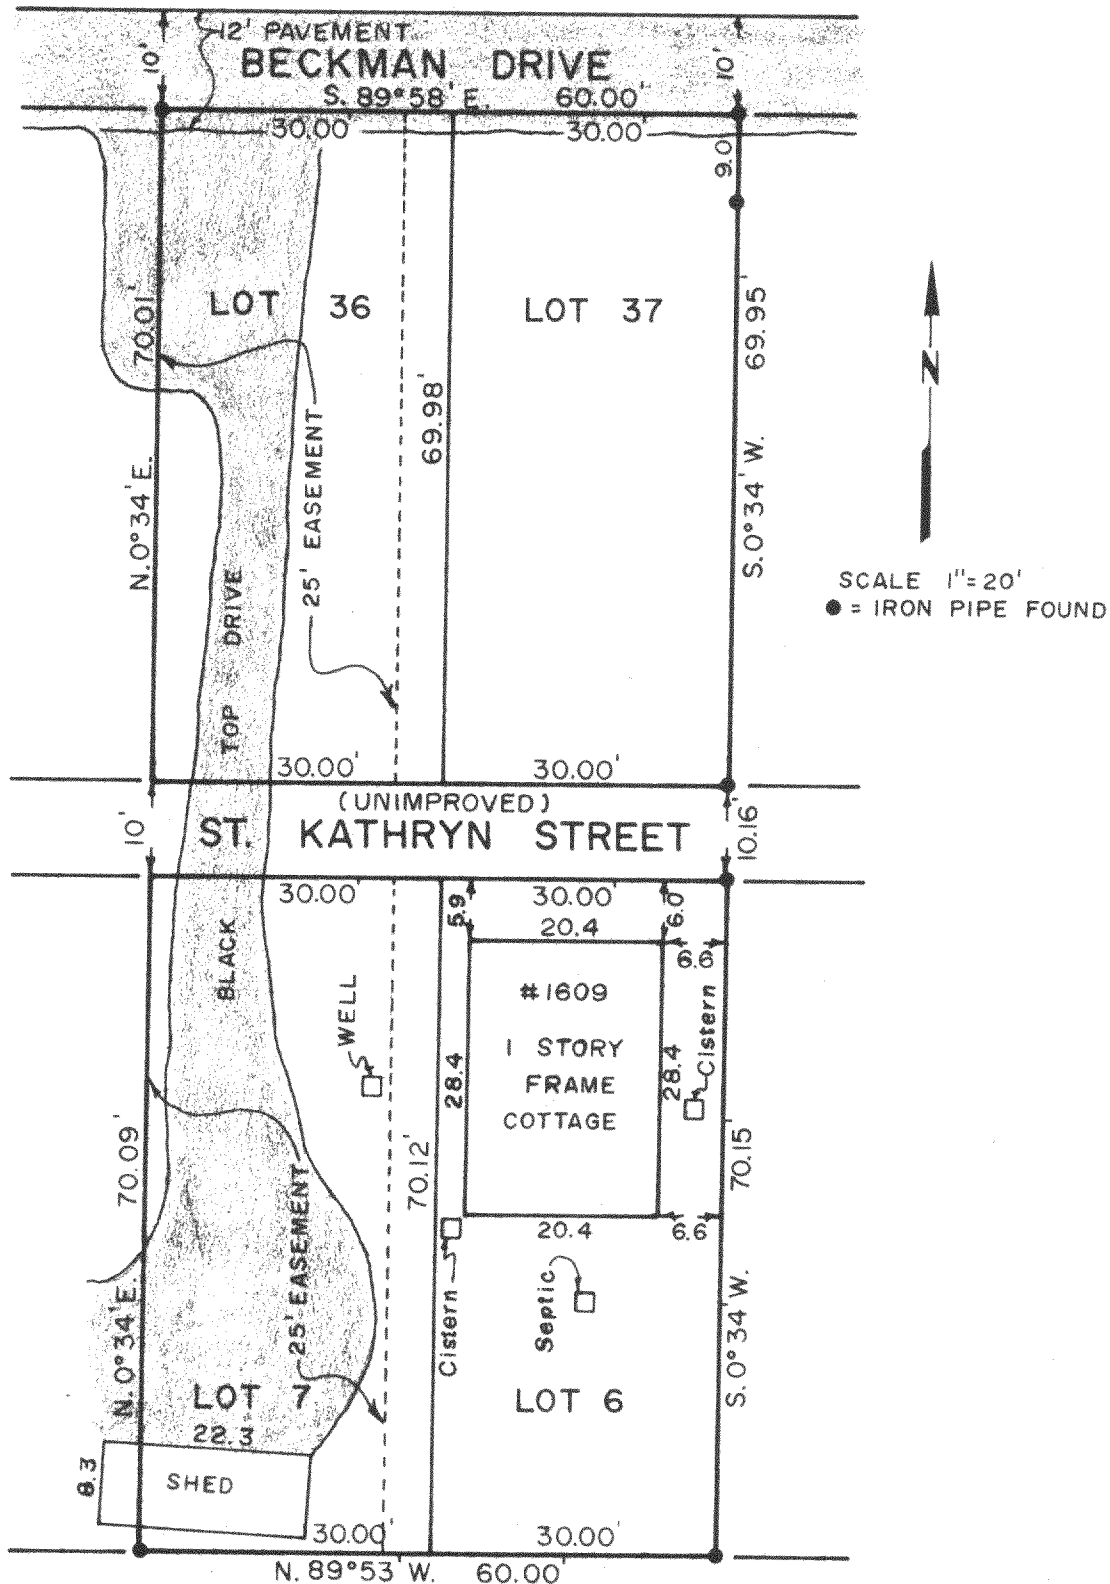 12' PAVEMENT
10'
10'
BECKMAN DRIVE
S. 89°58' E. 60.00'
30.00'
30.00'
9.0'
LOT 36
LOT 37
70.01'
69.95'
69.98'
25' EASEMENT
N. 0°34' E.
S. 0°34' W.
N
SCALE 1"=20'
● = IRON PIPE FOUND
BLACK TOP DRIVE
30.00'
30.00'
(UNIMPROVED)
10'
ST. KATHRYN STREET
10.16'
30.00'
30.00'
5.9
6.0
20.4
6.6
#1609
1 STORY
FRAME
COTTAGE
28.4
28.4
WELL
Cistern
70.09'
70.12'
70.15'
20.4
6.6
25' EASEMENT
Cistern
Septic
N. 0°34' E.
S. 0°34' W.
LOT 7
LOT 6
22.3
8.3
SHED
30.00'
30.00'
N. 89°53' W. 60.00'